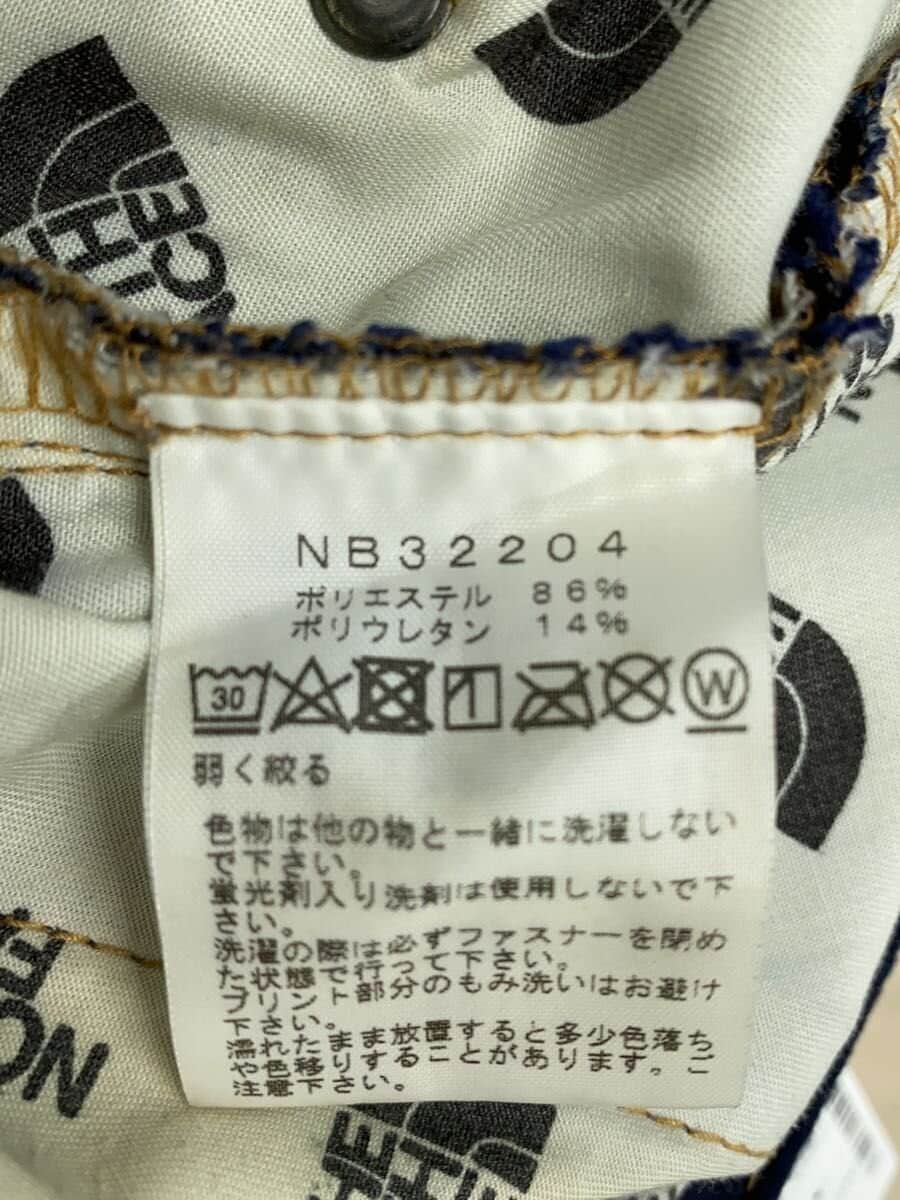 NB32204
ポリエステル 86%
ポリウレタン 14%
30
W
弱く絞る
色物は他の物と一緒に洗濯しない
で下さい。
蛍光剤入り洗剤は使用しないで下
さい。
洗濯の際は必ずファスナーを閉め
た状態で行って下さい。
プリント部分のもみ洗いはお避け
下さい。
濡れたまま放置すると多少色落ち
や色移りすることがあります。ご
注意下さい。